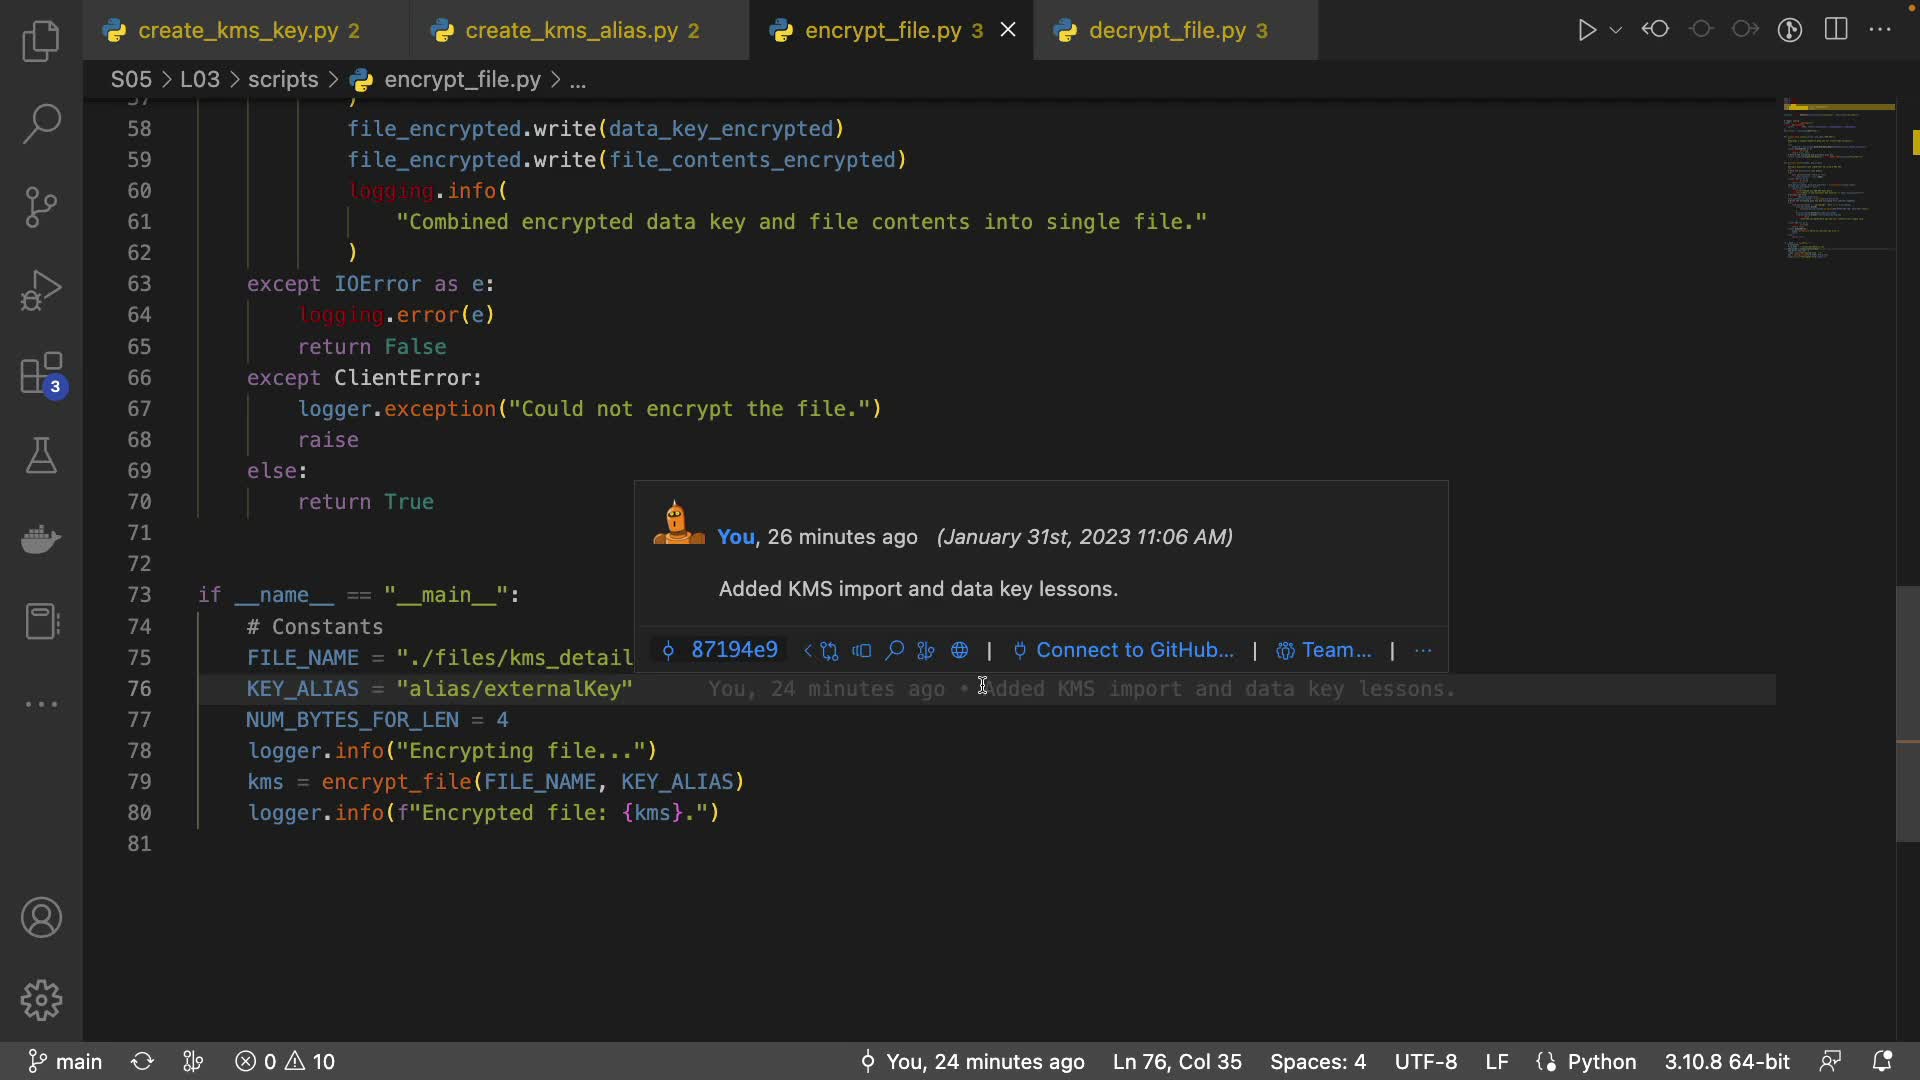 create_kms_key.py 2 create_kms_alias.py 2 encrypt_file.py 3 decrypt_file.py 3
S05 > L03 > scripts > encrypt_file.py > ...
57 )
58 file_encrypted.write(data_key_encrypted)
59 file_encrypted.write(file_contents_encrypted)
60 logging.info(
61 "Combined encrypted data key and file contents into single file."
62 )
63 except IOError as e:
64 logging.error(e)
65 return False
66 except ClientError:
67 logger.exception("Could not encrypt the file.")
68 raise
69 else:
70 return True
71
72
You, 26 minutes ago (January 31st, 2023 11:06 AM)
Added KMS import and data key lessons.
87194e9 | Connect to GitHub... | Team... | ...
73 if __name__ == "__main__":
74 # Constants
75 FILE_NAME = "./files/kms_detail
76 KEY_ALIAS = "alias/externalKey" You, 24 minutes ago • Added KMS import and data key lessons.
77 NUM_BYTES_FOR_LEN = 4
78 logger.info("Encrypting file...")
79 kms = encrypt_file(FILE_NAME, KEY_ALIAS)
80 logger.info(f"Encrypted file: {kms}.")
81
3
main 0 10 You, 24 minutes ago Ln 76, Col 35 Spaces: 4 UTF-8 LF Python 3.10.8 64-bit